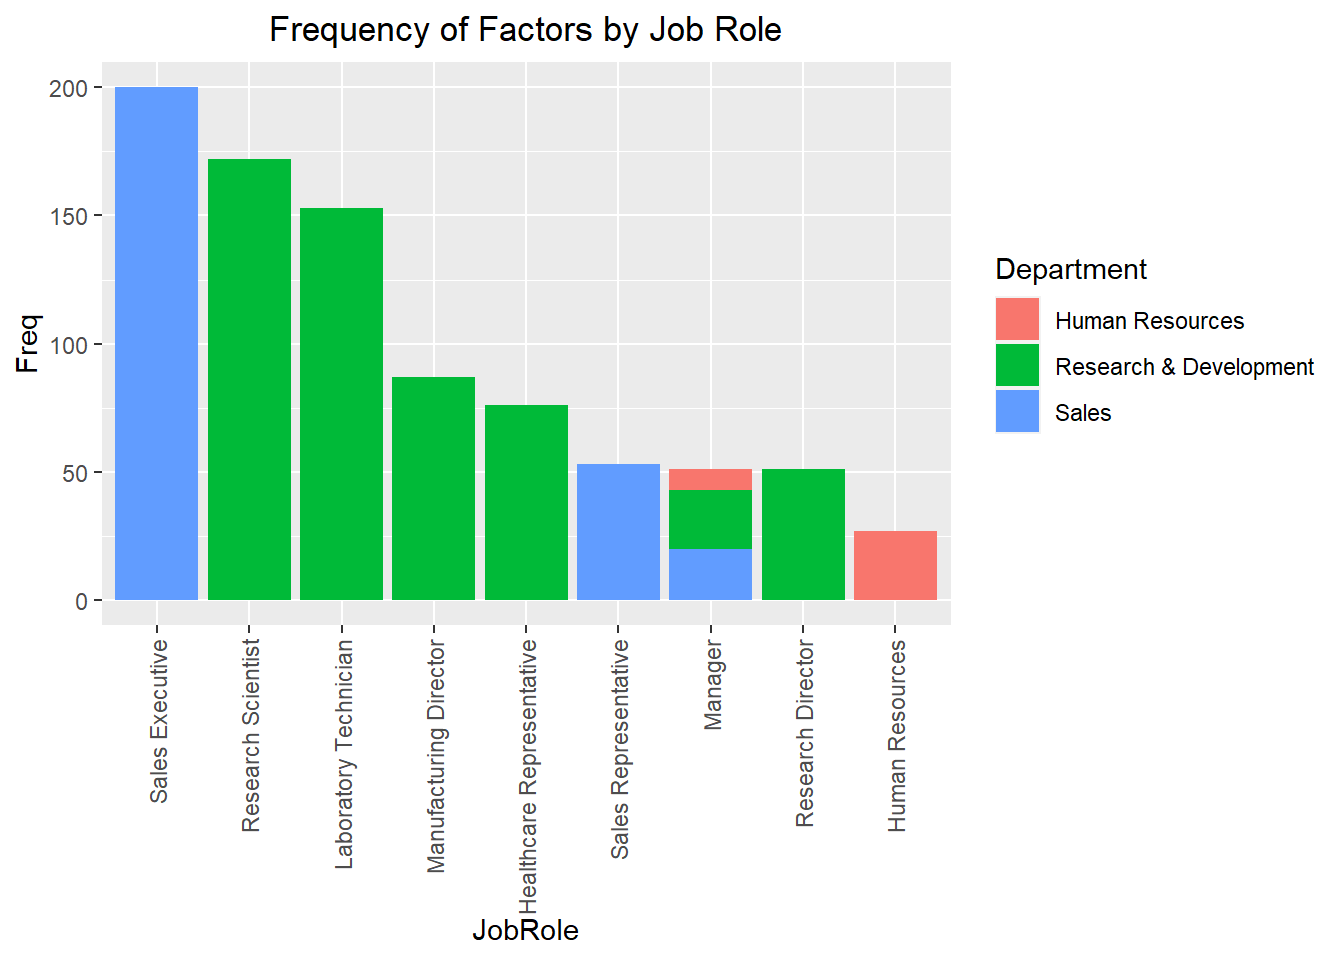 Frequency of Factors by Job Role
Freq
200
150
100
50
0
Sales Executive
Research Scientist
Laboratory Technician
Manufacturing Director
Healthcare Representative
Sales Representative
Manager
Research Director
Human Resources
JobRole
Department
Human Resources
Research & Development
Sales